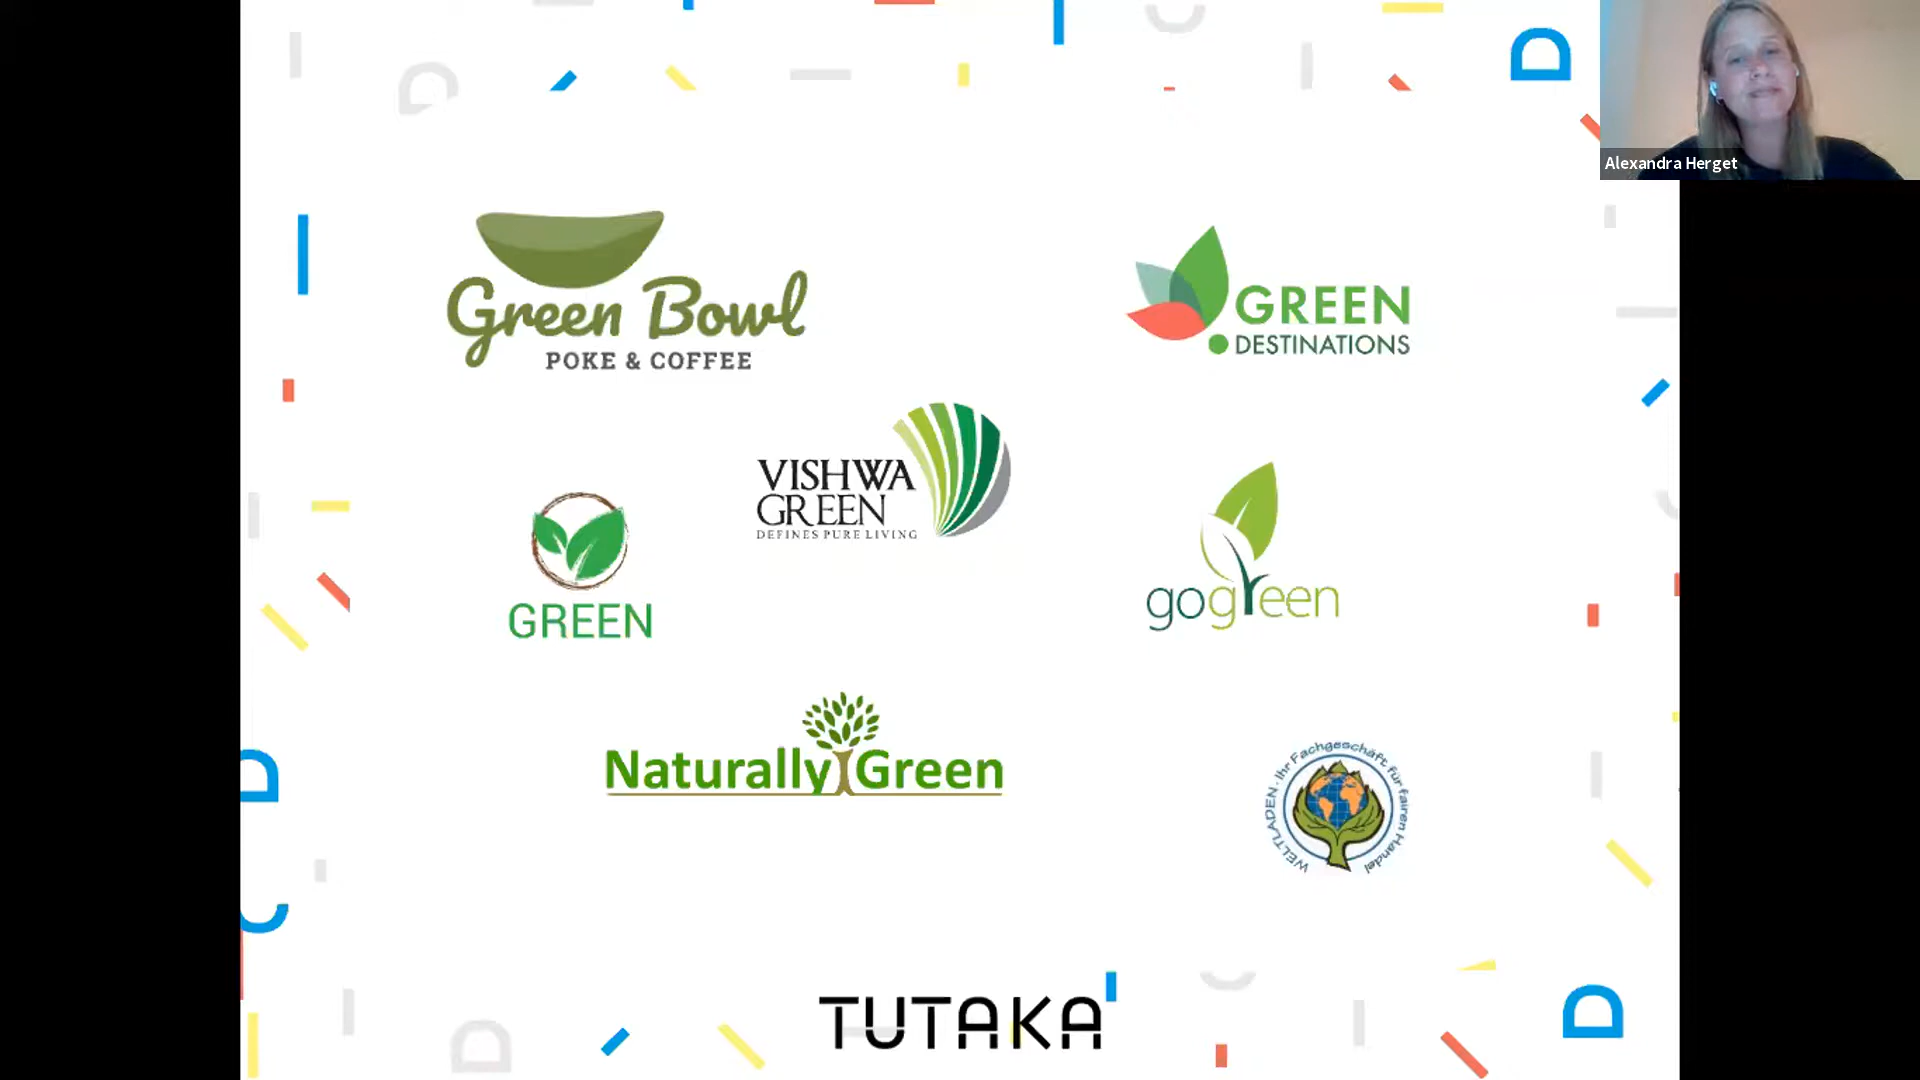 Alexandra Herget
Green Bowl
POKE & COFFEE
GREEN
DESTINATIONS
VISHWA
GREEN
DEFINES PURE LIVING
GREEN
gogreen
Naturally Green
WELTLADEN · Ihr Fachgeschäft für fairen Handel
TUTAKA